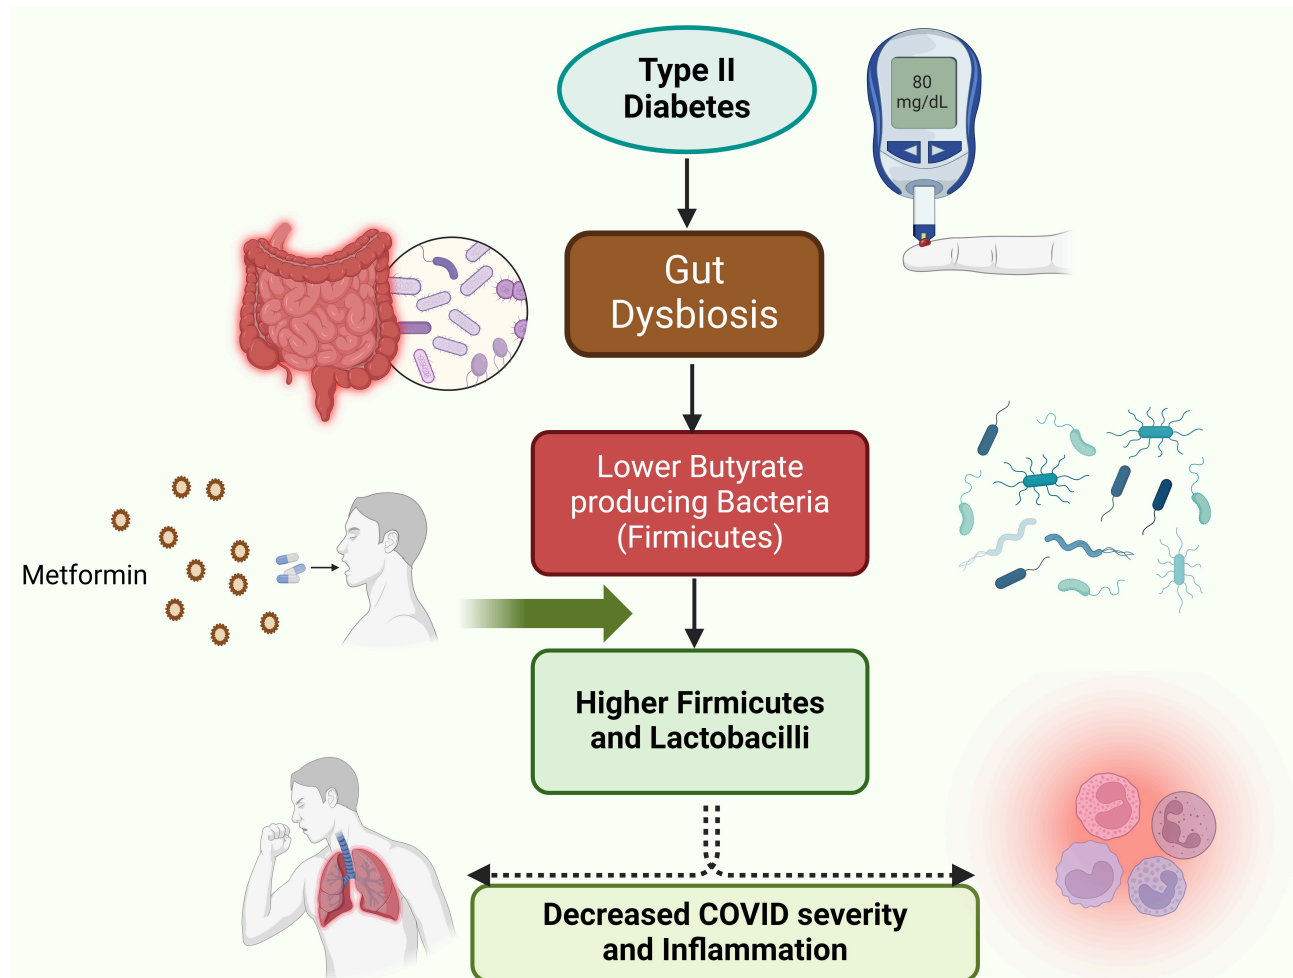 Type II
Diabetes
80
mg/dL
Gut
Dysbiosis
Lower Butyrate
producing Bacteria
(Firmicutes)
Metformin
Higher Firmicutes
and Lactobacilli
Decreased COVID severity
and Inflammation